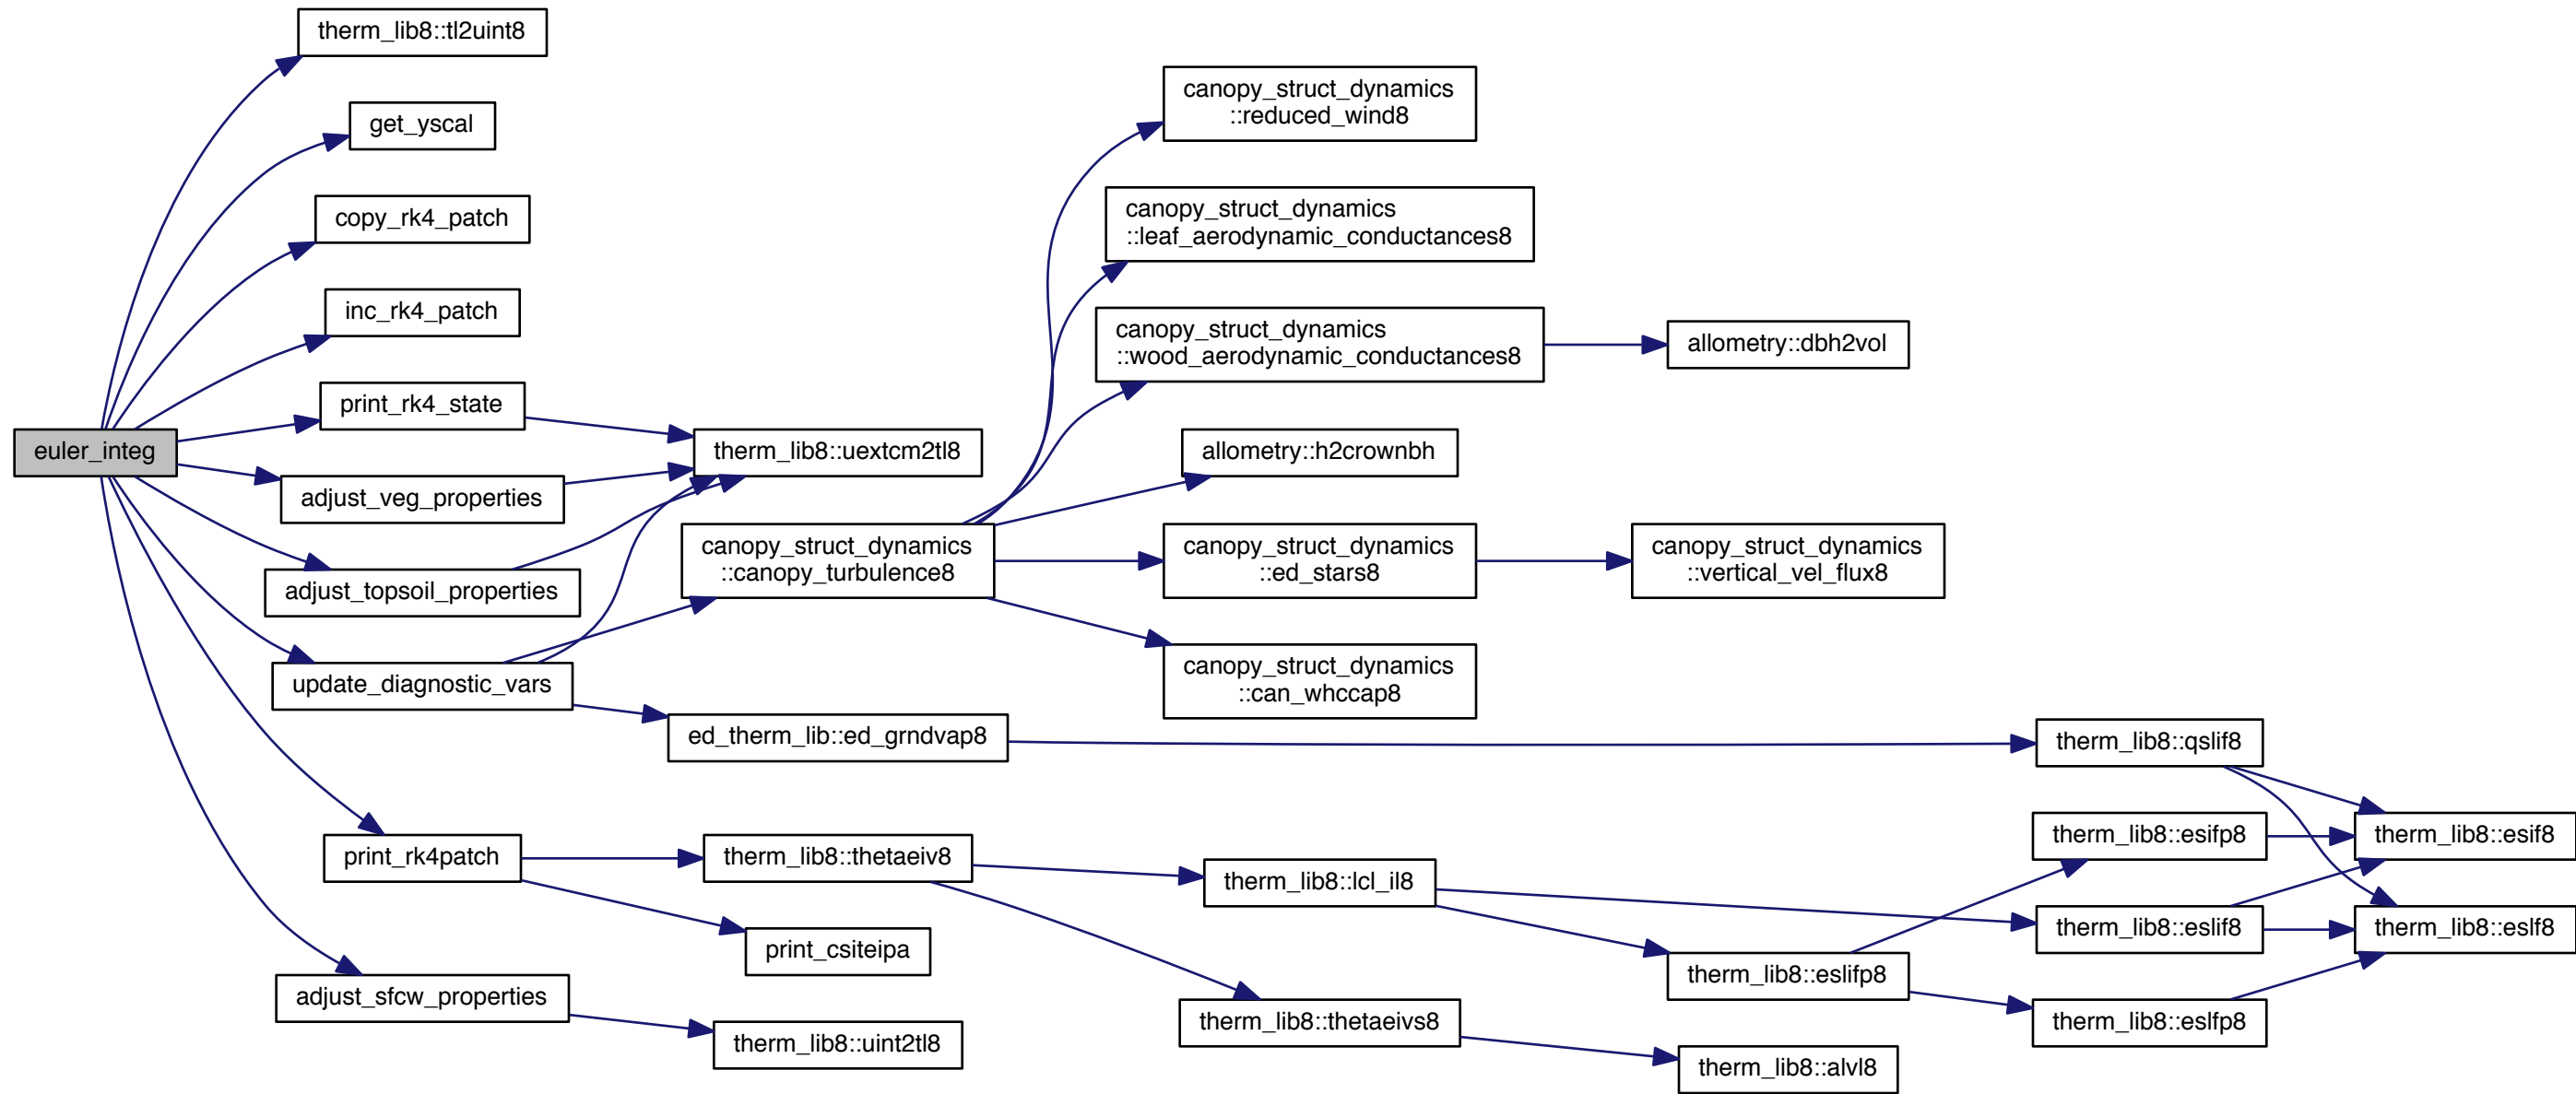 therm_lib8::tl2uint8
get_yscal
copy_rk4_patch
inc_rk4_patch
print_rk4_state
euler_integ
adjust_veg_properties
adjust_topsoil_properties
update_diagnostic_vars
print_rk4patch
adjust_sfcw_properties
therm_lib8::uextcm2tl8
canopy_struct_dynamics
::canopy_turbulence8
ed_therm_lib::ed_grndvap8
therm_lib8::thetaeiv8
print_csiteipa
therm_lib8::uint2tl8
canopy_struct_dynamics
::reduced_wind8
canopy_struct_dynamics
::leaf_aerodynamic_conductances8
canopy_struct_dynamics
::wood_aerodynamic_conductances8
allometry::h2crownbh
canopy_struct_dynamics
::ed_stars8
canopy_struct_dynamics
::can_whccap8
therm_lib8::lcl_il8
therm_lib8::thetaeivs8
allometry::dbh2vol
canopy_struct_dynamics
::vertical_vel_flux8
therm_lib8::eslifp8
therm_lib8::alvl8
therm_lib8::qslif8
therm_lib8::esifp8
therm_lib8::eslif8
therm_lib8::eslfp8
therm_lib8::esif8
therm_lib8::eslf8